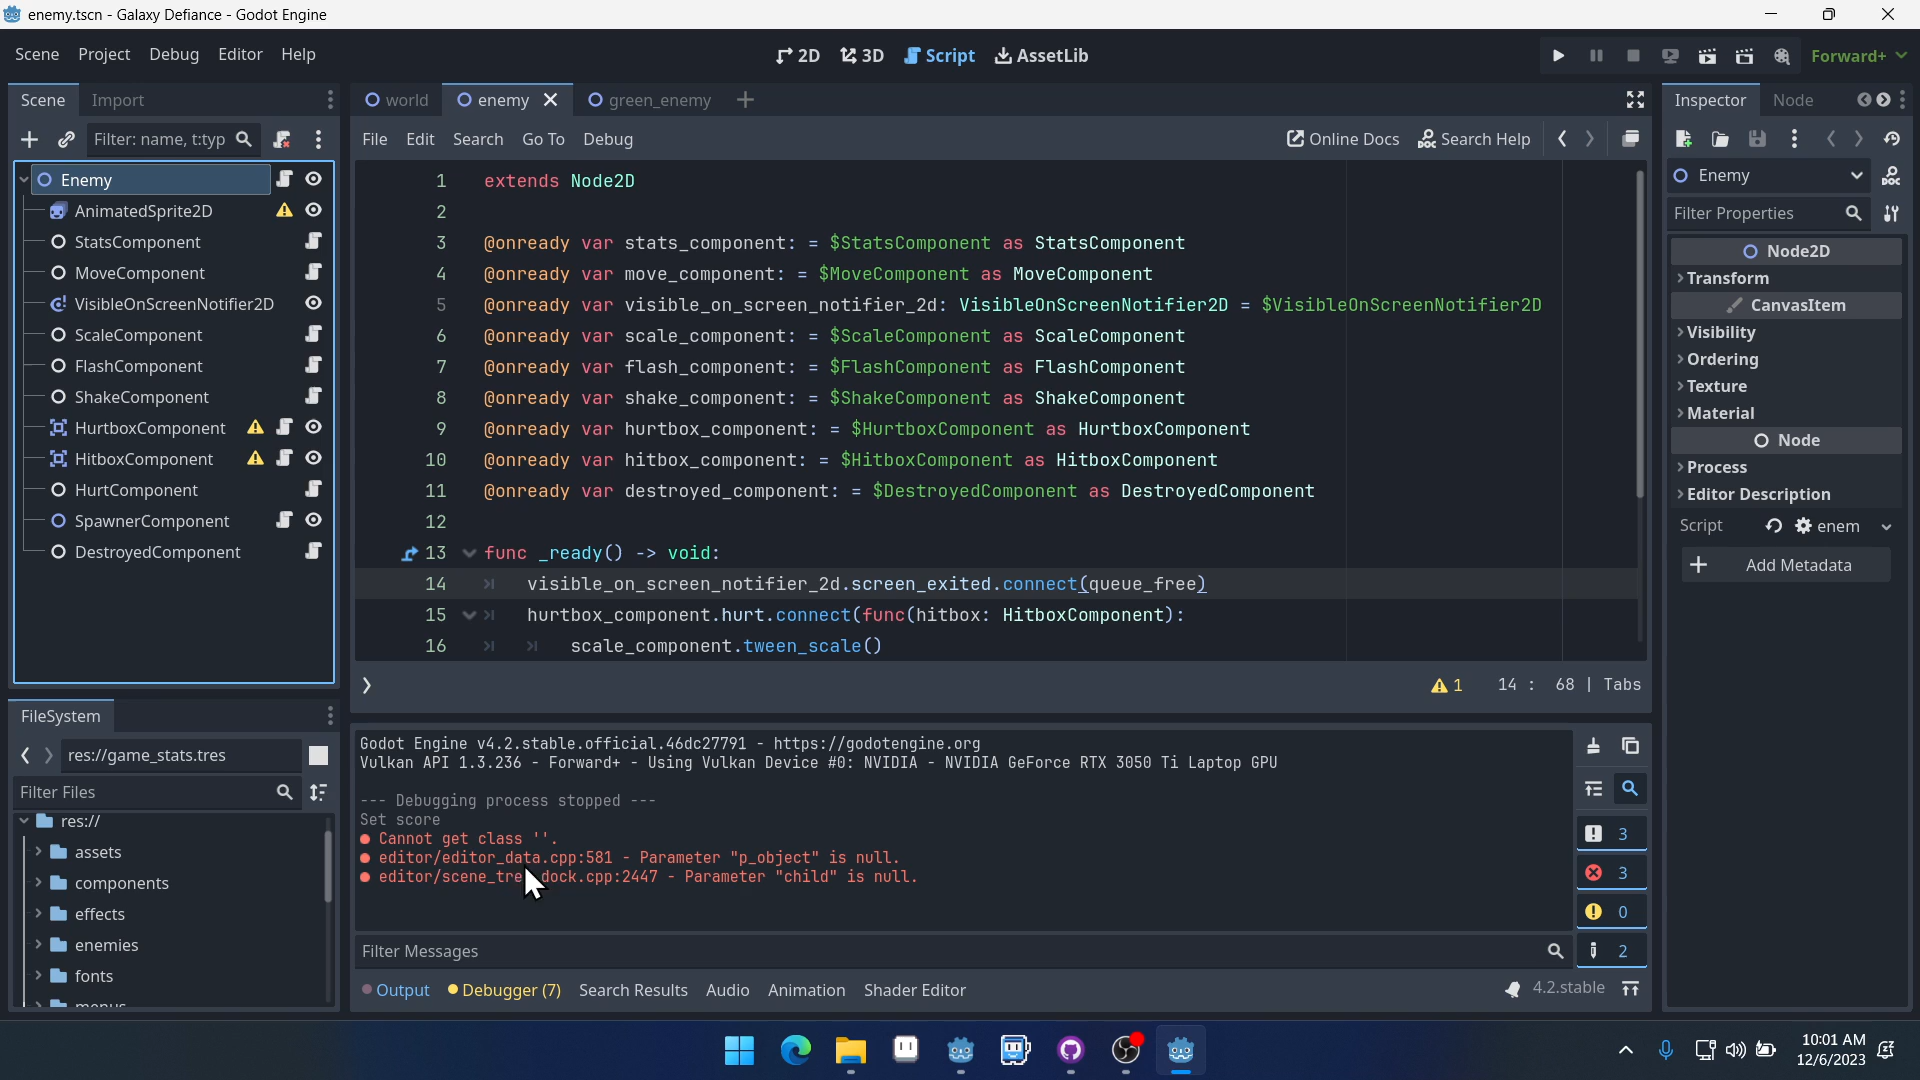 enemy.tscn - Galaxy Defiance - Godot Engine
Scene Project Debug Editor Help
2D 3D Script AssetLib
Forward+
Scene Import
Filter: name, t:typ
Enemy
AnimatedSprite2D
StatsComponent
MoveComponent
VisibleOnScreenNotifier2D
ScaleComponent
FlashComponent
ShakeComponent
HurtboxComponent
HitboxComponent
HurtComponent
SpawnerComponent
DestroyedComponent
FileSystem
res://game_stats.tres
Filter Files
res://
assets
components
effects
enemies
fonts
menus
world enemy green_enemy
File Edit Search Go To Debug
Online Docs Search Help
1 extends Node2D
2
3 @onready var stats_component: = $StatsComponent as StatsComponent
4 @onready var move_component: = $MoveComponent as MoveComponent
5 @onready var visible_on_screen_notifier_2d: VisibleOnScreenNotifier2D = $VisibleOnScreenNotifier2D
6 @onready var scale_component: = $ScaleComponent as ScaleComponent
7 @onready var flash_component: = $FlashComponent as FlashComponent
8 @onready var shake_component: = $ShakeComponent as ShakeComponent
9 @onready var hurtbox_component: = $HurtboxComponent as HurtboxComponent
10 @onready var hitbox_component: = $HitboxComponent as HitboxComponent
11 @onready var destroyed_component: = $DestroyedComponent as DestroyedComponent
12
13 func _ready() -> void:
14 visible_on_screen_notifier_2d.screen_exited.connect(queue_free)
15 hurtbox_component.hurt.connect(func(hitbox: HitboxComponent):
16 scale_component.tween_scale()
1 14 : 68 | Tabs
Godot Engine v4.2.stable.official.46dc27791 - https://godotengine.org
Vulkan API 1.3.236 - Forward+ - Using Vulkan Device #0: NVIDIA - NVIDIA GeForce RTX 3050 Ti Laptop GPU
--- Debugging process stopped ---
Set score
Cannot get class ''.
editor/editor_data.cpp:581 - Parameter "p_object" is null.
dock.cpp:2447 - Parameter "child" is null.
3
3
0
2
Filter Messages
Output Debugger (7) Search Results Audio Animation Shader Editor
4.2.stable
Inspector Node
Enemy
DOC
Filter Properties
Node2D
Transform
CanvasItem
Visibility
Ordering
Texture
Material
Node
Process
Editor Description
Script enem
Add Metadata
10:01 AM
12/6/2023